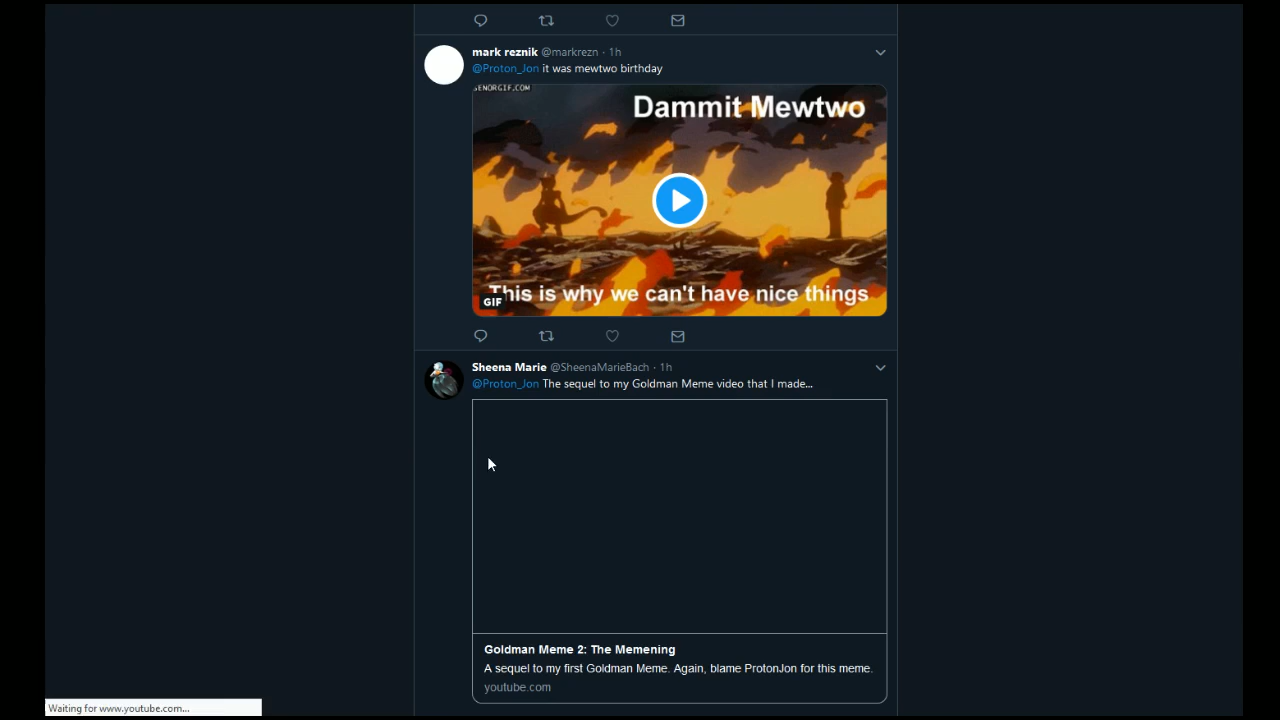 mark reznik @markrezn · 1h
@Proton_Jon it was mewtwo birthday
SENORGIF.COM
Dammit Mewtwo
This is why we can't have nice things
GIF
Sheena Marie @SheenaMarieBach · 1h
@Proton_Jon The sequel to my Goldman Meme video that I made...
Goldman Meme 2: The Memening
A sequel to my first Goldman Meme. Again, blame ProtonJon for this meme.
youtube.com
Waiting for www.youtube.com...